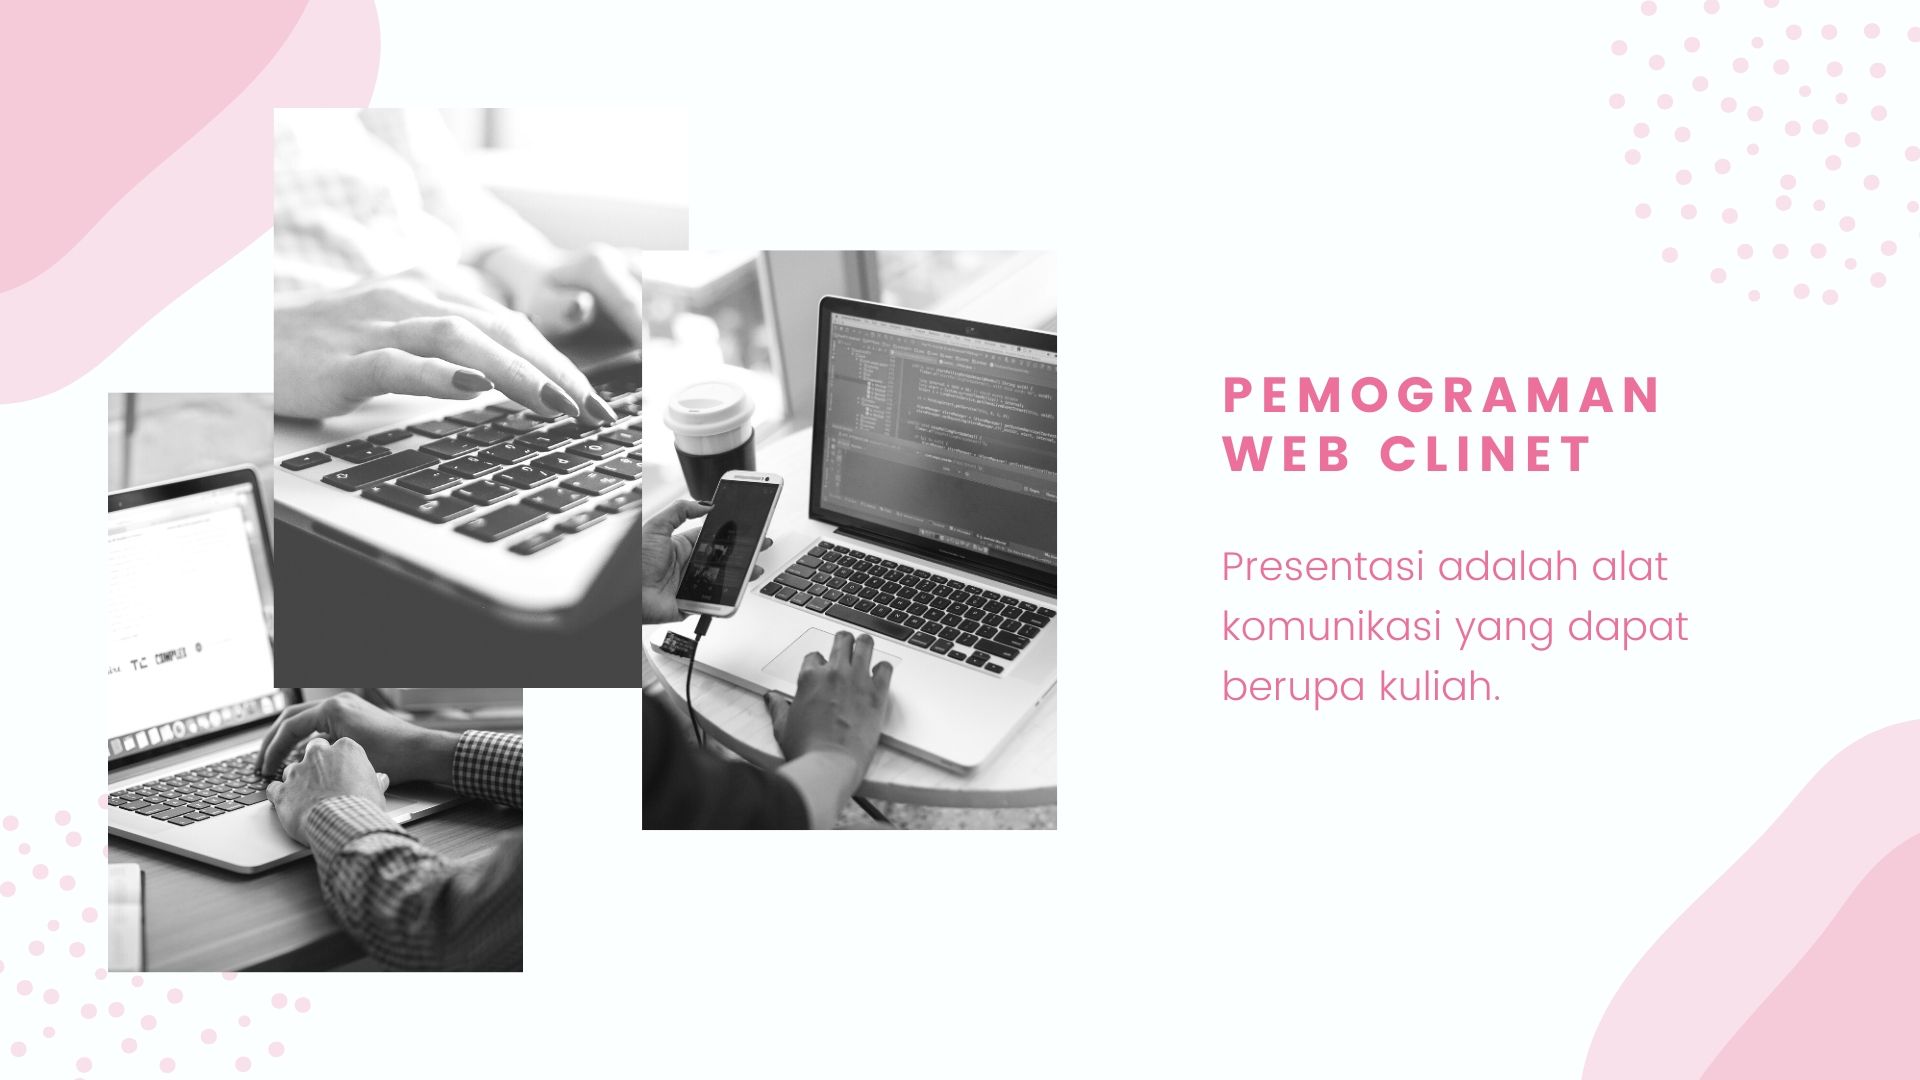 PEMOGRAMAN
WEB CLINET
Presentasi adalah alat
komunikasi yang dapat
berupa kuliah.